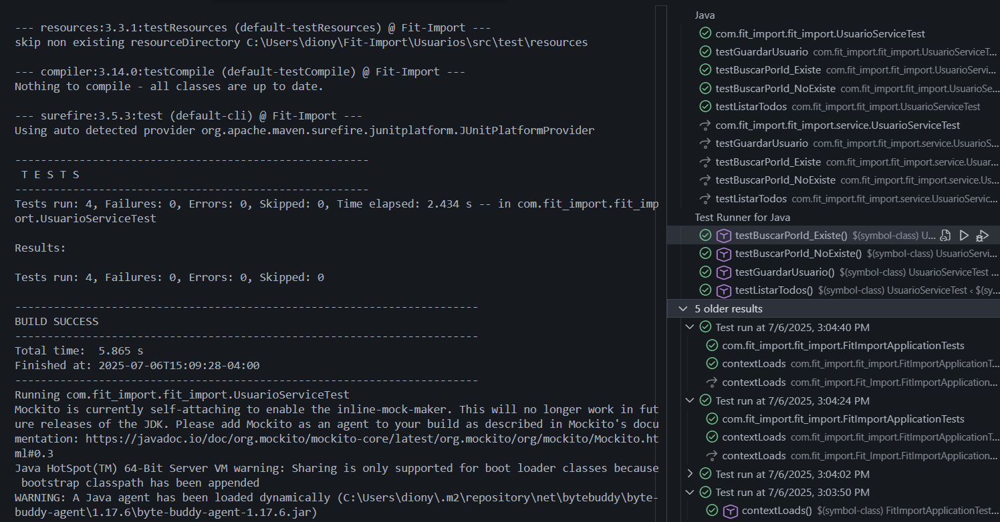 --- resources:3.3.1:testResources (default-testResources) @ Fit-Import ---
skip non existing resourceDirectory C:\Users\diony\Fit-Import\Usuarios\src\test\resources
--- compiler:3.14.0:testCompile (default-testCompile) @ Fit-Import ---
Nothing to compile - all classes are up to date.
--- surefire:3.5.3:test (default-cli) @ Fit-Import ---
Using auto detected provider org.apache.maven.surefire.junitplatform.JUnitPlatformProvider
-------------------------------------------------------
T E S T S
-------------------------------------------------------
Tests run: 4, Failures: 0, Errors: 0, Skipped: 0, Time elapsed: 2.434 s -- in com.fit_import.fit_imp
ort.UsuarioServiceTest
Results:
Tests run: 4, Failures: 0, Errors: 0, Skipped: 0
------------------------------------------------------------------------
BUILD SUCCESS
------------------------------------------------------------------------
Total time:  5.865 s
Finished at: 2025-07-06T15:09:28-04:00
------------------------------------------------------------------------
Running com.fit_import.fit_import.UsuarioServiceTest
Mockito is currently self-attaching to enable the inline-mock-maker. This will no longer work in fut
ure releases of the JDK. Please add Mockito as an agent to your build as described in Mockito's docu
mentation: https://javadoc.io/doc/org.mockito/mockito-core/latest/org.mockito/org/mockito/Mockito.ht
ml#0.3
Java HotSpot(TM) 64-Bit Server VM warning: Sharing is only supported for boot loader classes because
bootstrap classpath has been appended
WARNING: A Java agent has been loaded dynamically (C:\Users\diony\.m2\repository\net\bytebuddy\byte-
buddy-agent\1.17.6\byte-buddy-agent-1.17.6.jar)
Java
com.fit_import.fit_import.UsuarioServiceTest
testGuardarUsuario com.fit_import.fit_import.UsuarioServiceT...
testBuscarPorId_Existe com.fit_import.fit_import.UsuarioServi...
testBuscarPorId_NoExiste com.fit_import.fit_import.UsuarioSe...
testListarTodos com.fit_import.fit_import.UsuarioServiceTest
com.fit_import.fit_import.service.UsuarioServiceTest
testGuardarUsuario com.fit_import.fit_import.service.UsuarioS...
testBuscarPorId_Existe com.fit_import.fit_import.service.Usuar...
testBuscarPorId_NoExiste com.fit_import.fit_import.service.Us...
testListarTodos com.fit_import.fit_import.service.UsuarioServic...
Test Runner for Java
testBuscarPorId_Existe() $(symbol-class) U...
testBuscarPorId_NoExiste() $(symbol-class) UsuarioServi...
testGuardarUsuario() $(symbol-class) UsuarioServiceTest ...
testListarTodos() $(symbol-class) UsuarioServiceTest ‹ $(sy...
5 older results
Test run at 7/6/2025, 3:04:40 PM
com.fit_import.fit_import.FitImportApplicationTests
contextLoads com.fit_import.fit_import.FitImportApplicationT...
contextLoads com.fit_import.Fit_Import.FitImportApplication...
Test run at 7/6/2025, 3:04:24 PM
com.fit_import.fit_import.FitImportApplicationTests
contextLoads com.fit_import.fit_import.FitImportApplicationT...
contextLoads com.fit_import.Fit_Import.FitImportApplication...
Test run at 7/6/2025, 3:04:02 PM
Test run at 7/6/2025, 3:03:50 PM
contextLoads() $(symbol-class) FitImportApplicationTest...